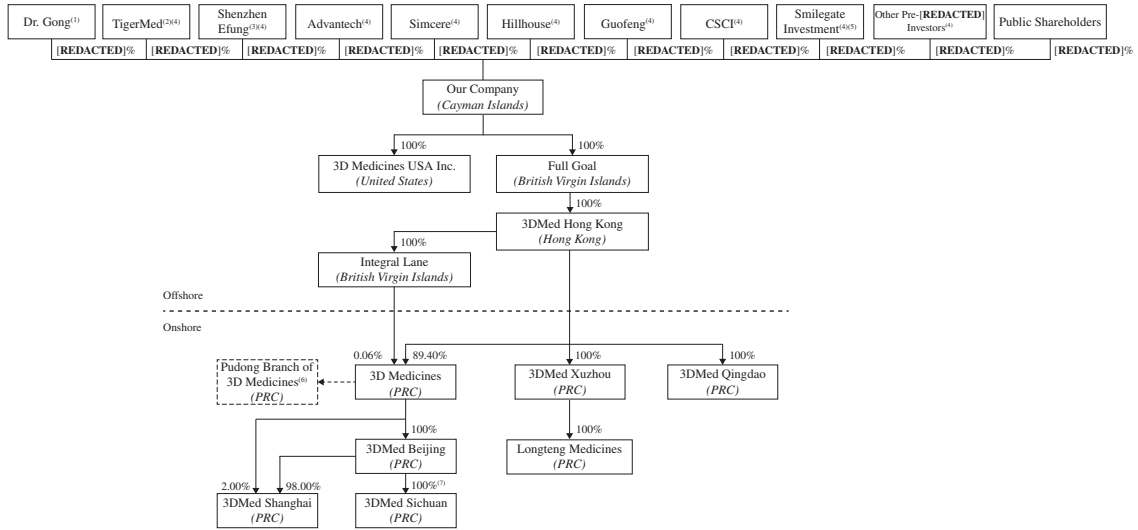 Dr. Gong(1)
TigerMed(2)(4)
Shenzhen
Efung(3)(4)
Advantech(4)
Simcere(4)
Hillhouse(4)
Guofeng(4)
CSCI(4)
Smilegate
Investment(4)(5)
Other Pre-[REDACTED]
Investors(4)
Public Shareholders
[REDACTED]% [REDACTED]% [REDACTED]% [REDACTED]% [REDACTED]% [REDACTED]% [REDACTED]% [REDACTED]% [REDACTED]% [REDACTED]% [REDACTED]%
Our Company
(Cayman Islands)
100% 100%
3D Medicines USA Inc.
(United States)
Full Goal
(British Virgin Islands)
100%
3DMed Hong Kong
(Hong Kong)
100%
Integral Lane
(British Virgin Islands)
Offshore
Onshore
0.06% 89.40% 100% 100%
Pudong Branch of
3D Medicines(6)
(PRC)
3D Medicines
(PRC)
3DMed Xuzhou
(PRC)
3DMed Qingdao
(PRC)
100% 100%
3DMed Beijing
(PRC)
Longteng Medicines
(PRC)
2.00% 98.00% 100%(7)
3DMed Shanghai
(PRC)
3DMed Sichuan
(PRC)